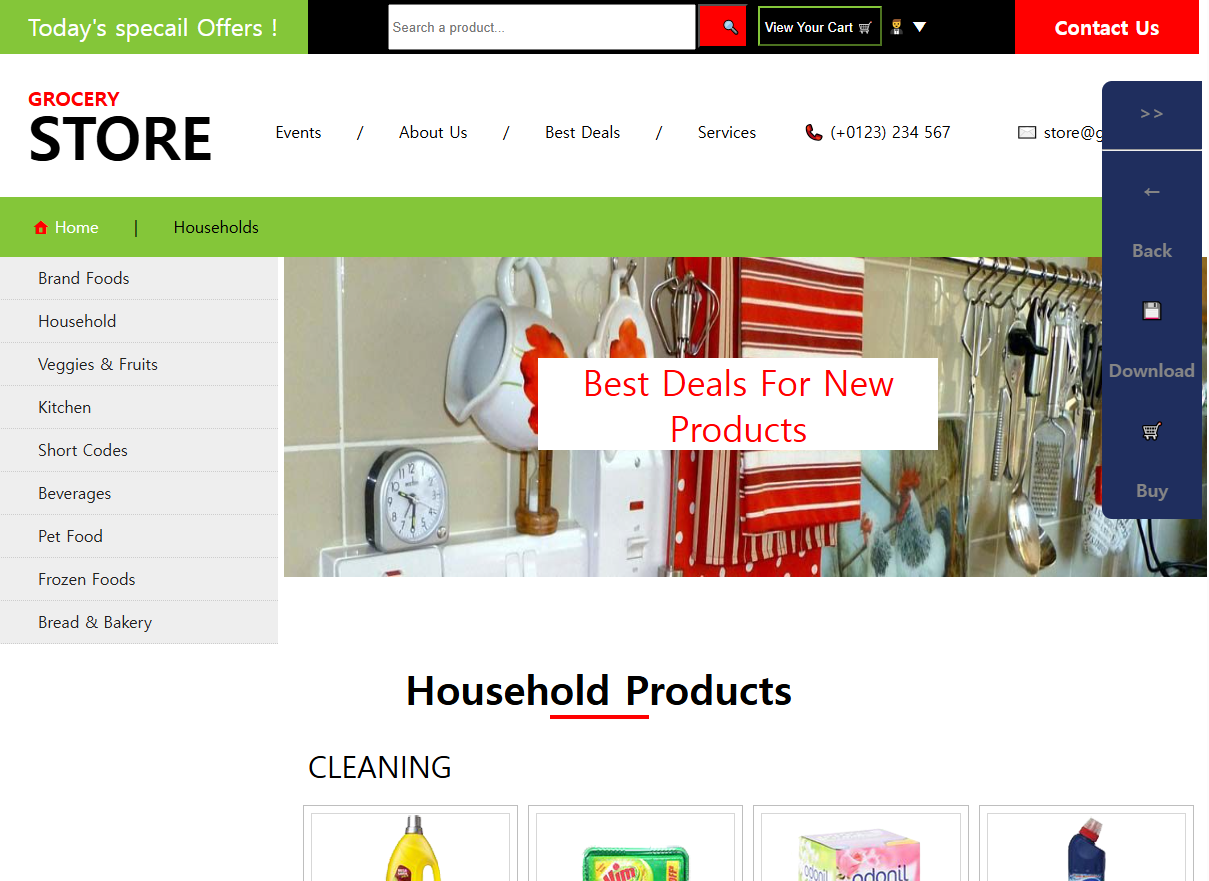 Today's specail Offers !
Search a product...
View Your Cart
▼
Contact Us
GROCERY
STORE
Events / About Us / Best Deals / Services
(+0123) 234 567
store@g
>>
←
Back
Download
Buy
Home | Households
Brand Foods
Household
Veggies & Fruits
Kitchen
Short Codes
Beverages
Pet Food
Frozen Foods
Bread & Bakery
Best Deals For New
Products
Household Products
CLEANING
odonil
odonil